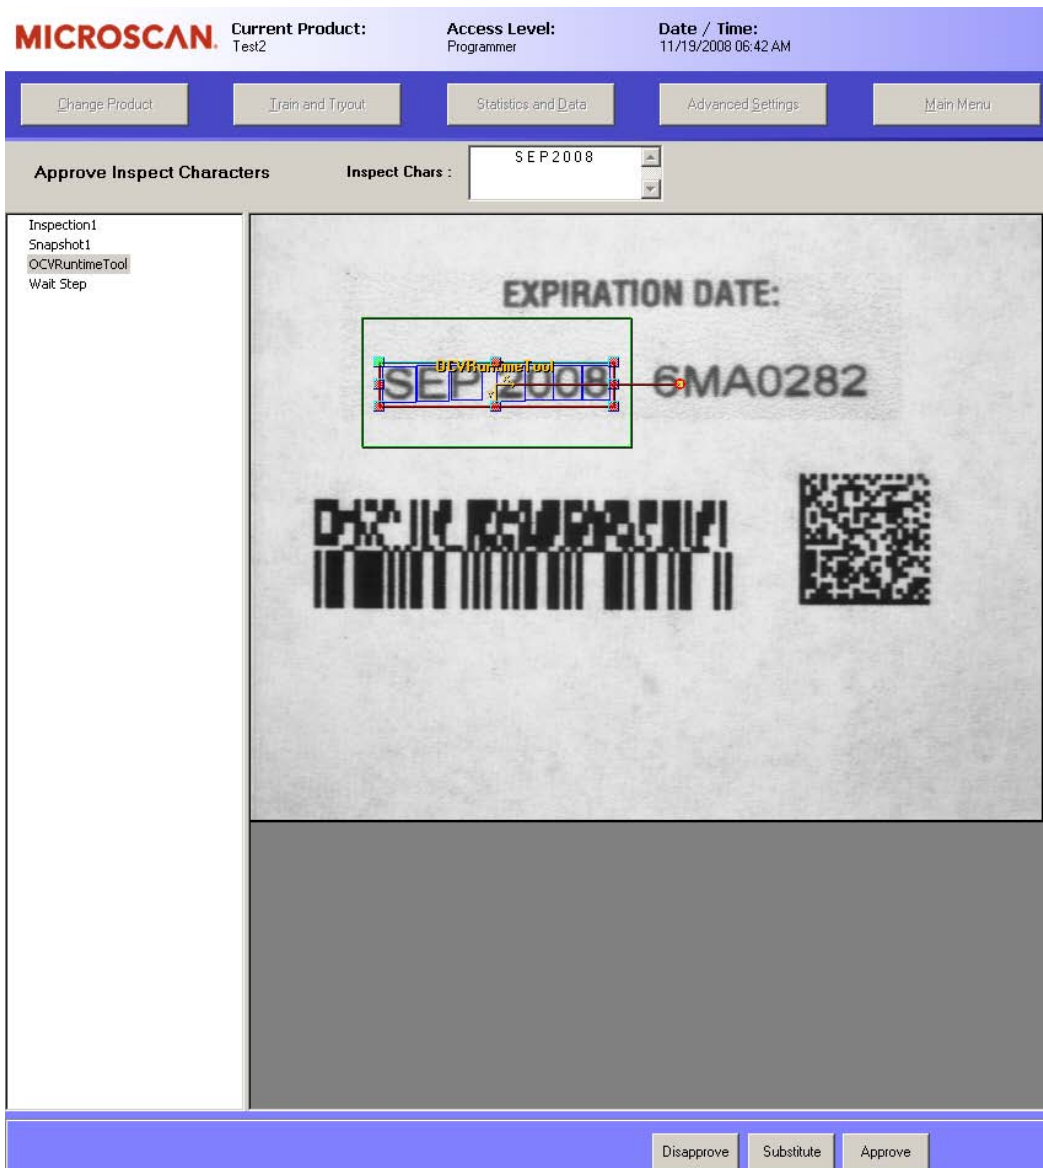 MICROSCAN.
Current Product:
Test2
Access Level:
Programmer
Date / Time:
11/19/2008 06:42 AM
Change Product
Train and Tryout
Statistics and Data
Advanced Settings
Main Menu
Approve Inspect Characters
Inspect Chars :
SEP2008
Inspection1
Snapshot1
OCVRuntimeTool
Wait Step
EXPIRATION DATE:
OCVRuntimeTool
SEP 2008 6MA0282
Disapprove
Substitute
Approve